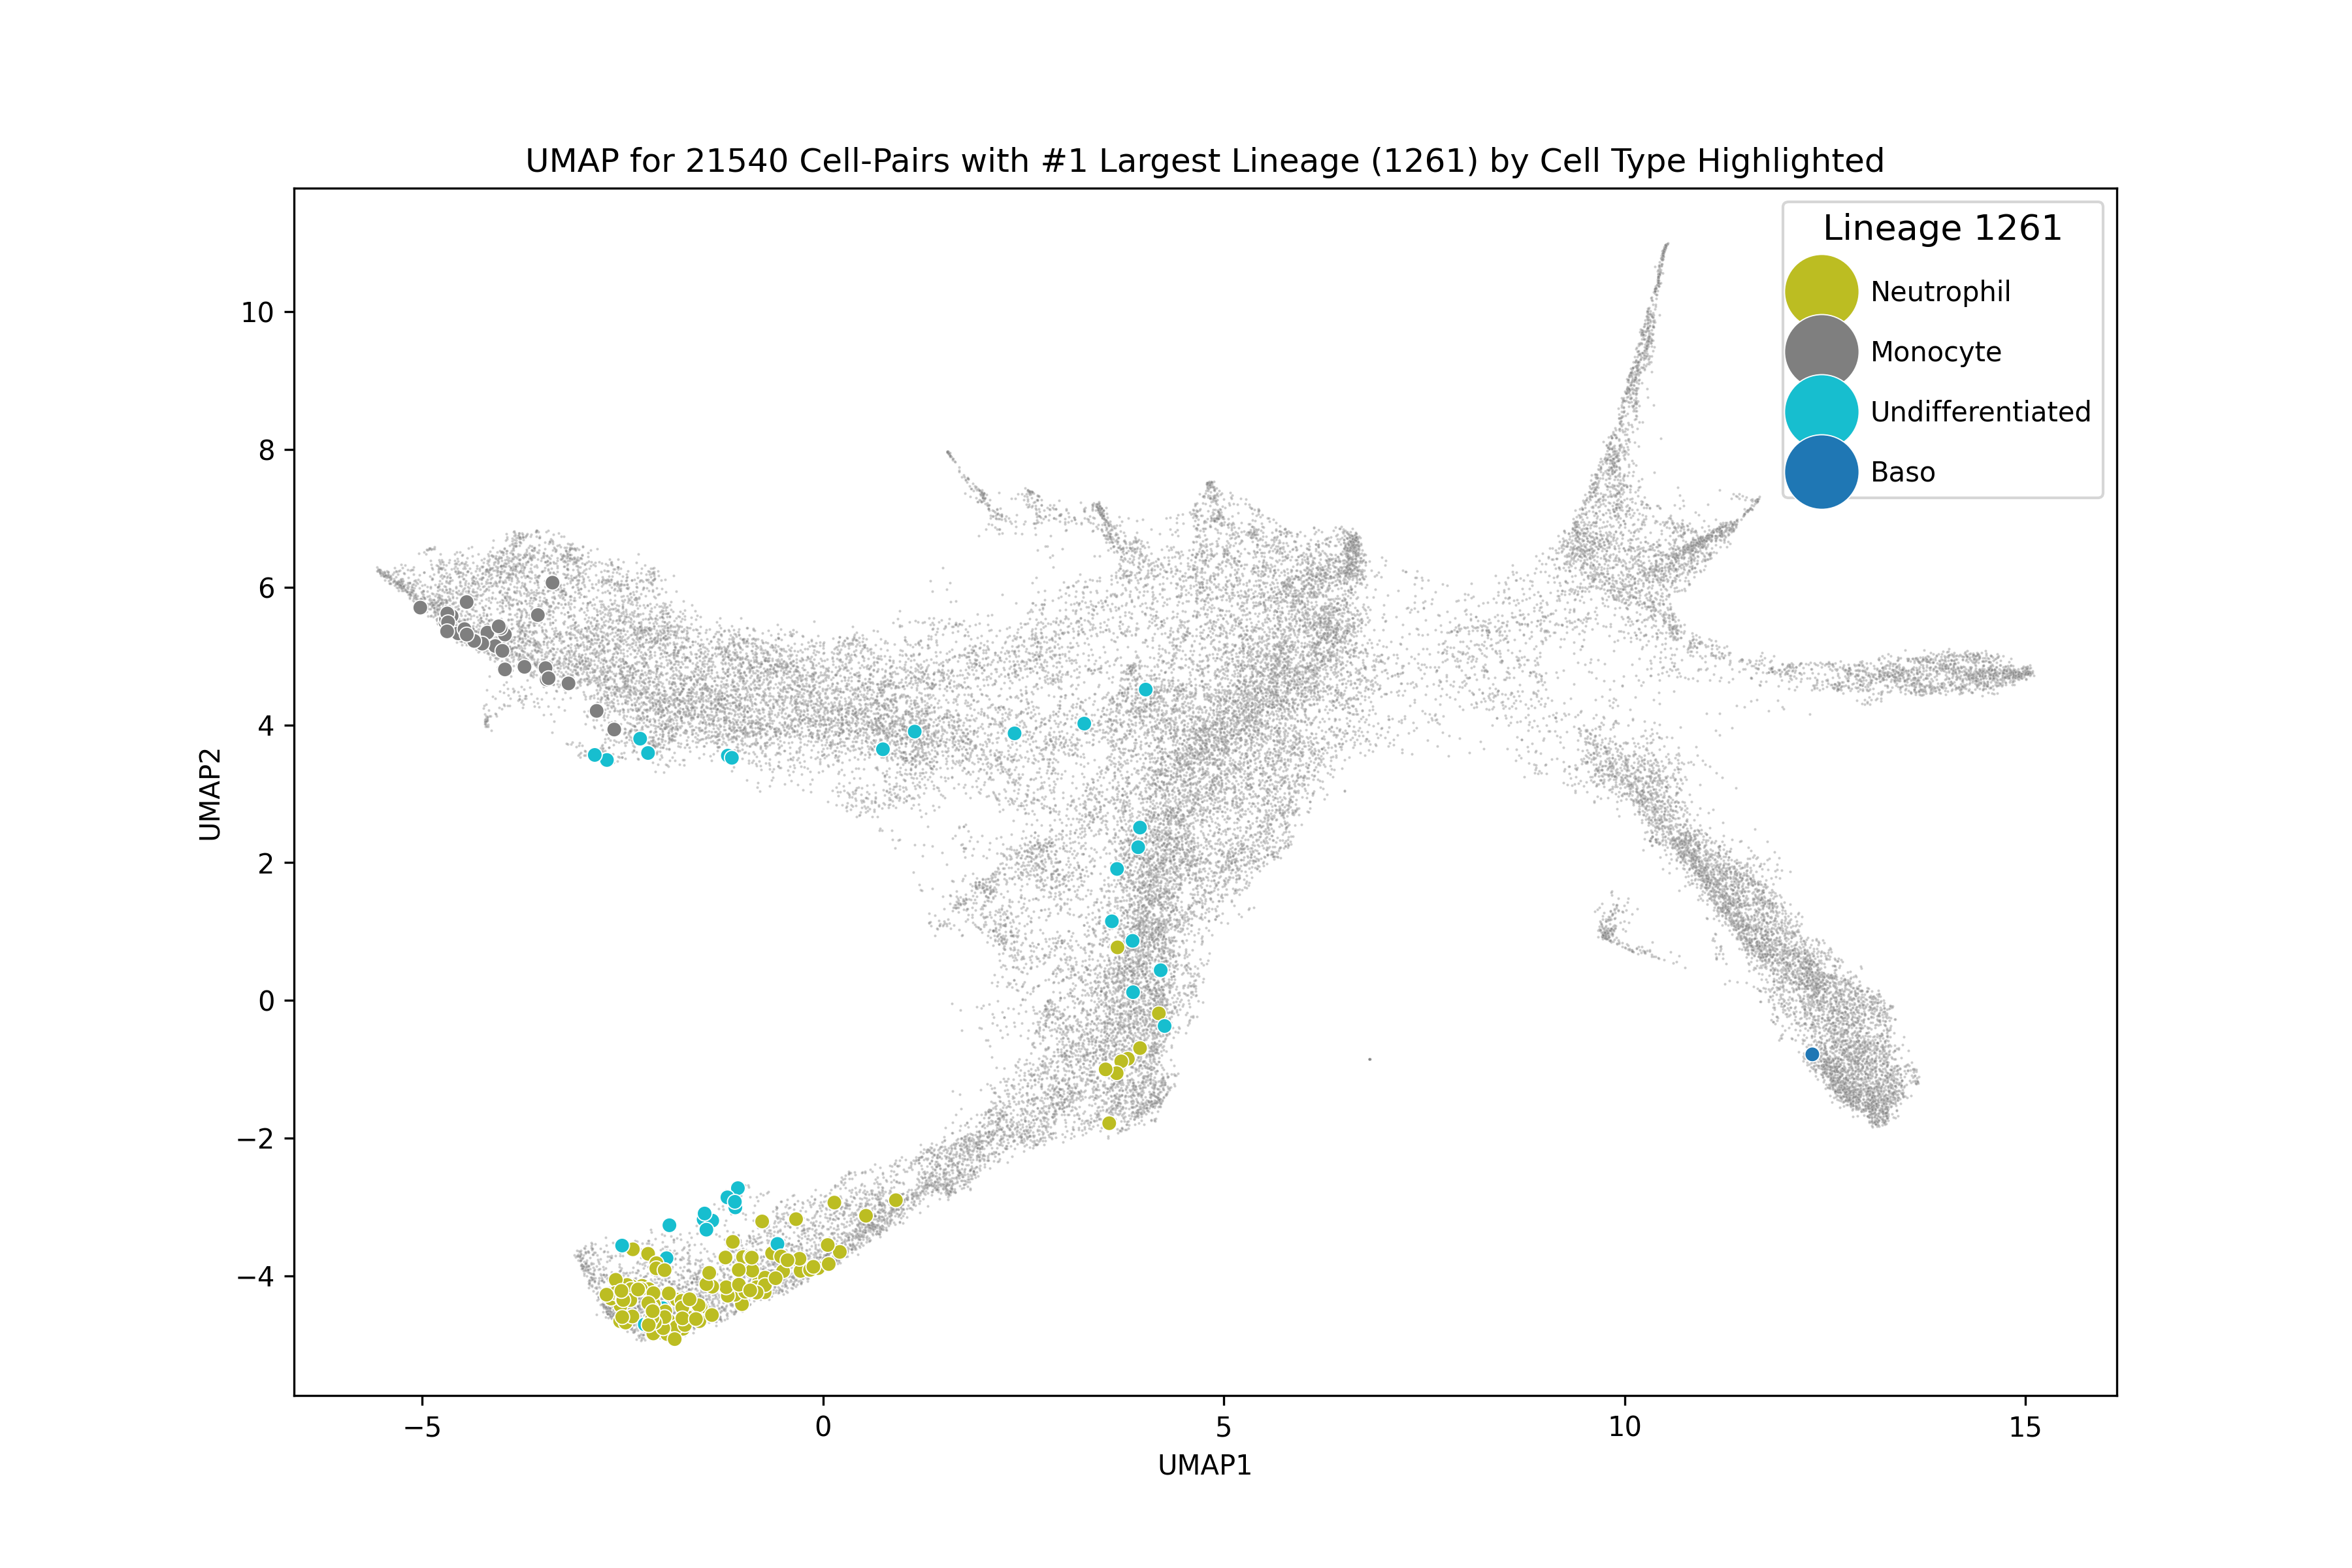 UMAP for 21540 Cell-Pairs with #1 Largest Lineage (1261) by Cell Type Highlighted
Lineage 1261
Neutrophil
Monocyte
Undifferentiated
Baso
10
8
6
4
2
0
−2
−4
UMAP2
−5
0
5
10
15
UMAP1